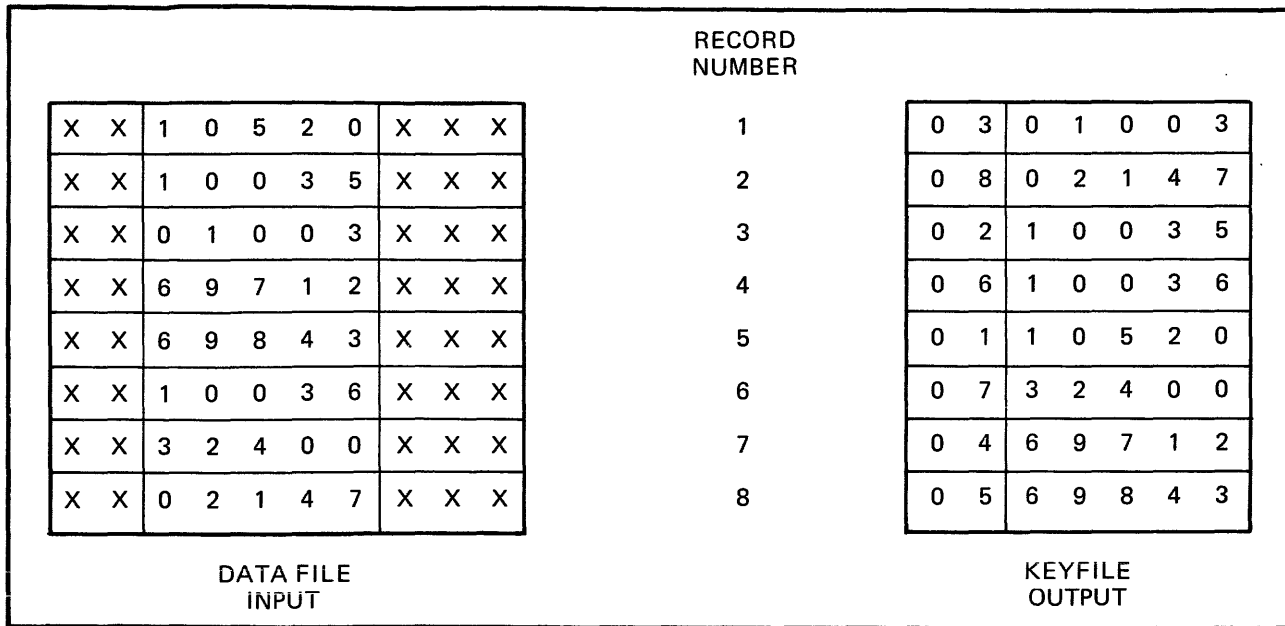 RECORD
NUMBER
X X 1 0 5 2 0 X X X 1 0 3 0 1 0 0 3
X X 1 0 0 3 5 X X X 2 0 8 0 2 1 4 7
X X 0 1 0 0 3 X X X 3 0 2 1 0 0 3 5
X X 6 9 7 1 2 X X X 4 0 6 1 0 0 3 6
X X 6 9 8 4 3 X X X 5 0 1 1 0 5 2 0
X X 1 0 0 3 6 X X X 6 0 7 3 2 4 0 0
X X 3 2 4 0 0 X X X 7 0 4 6 9 7 1 2
X X 0 2 1 4 7 X X X 8 0 5 6 9 8 4 3
DATA FILE
INPUT
KEYFILE
OUTPUT